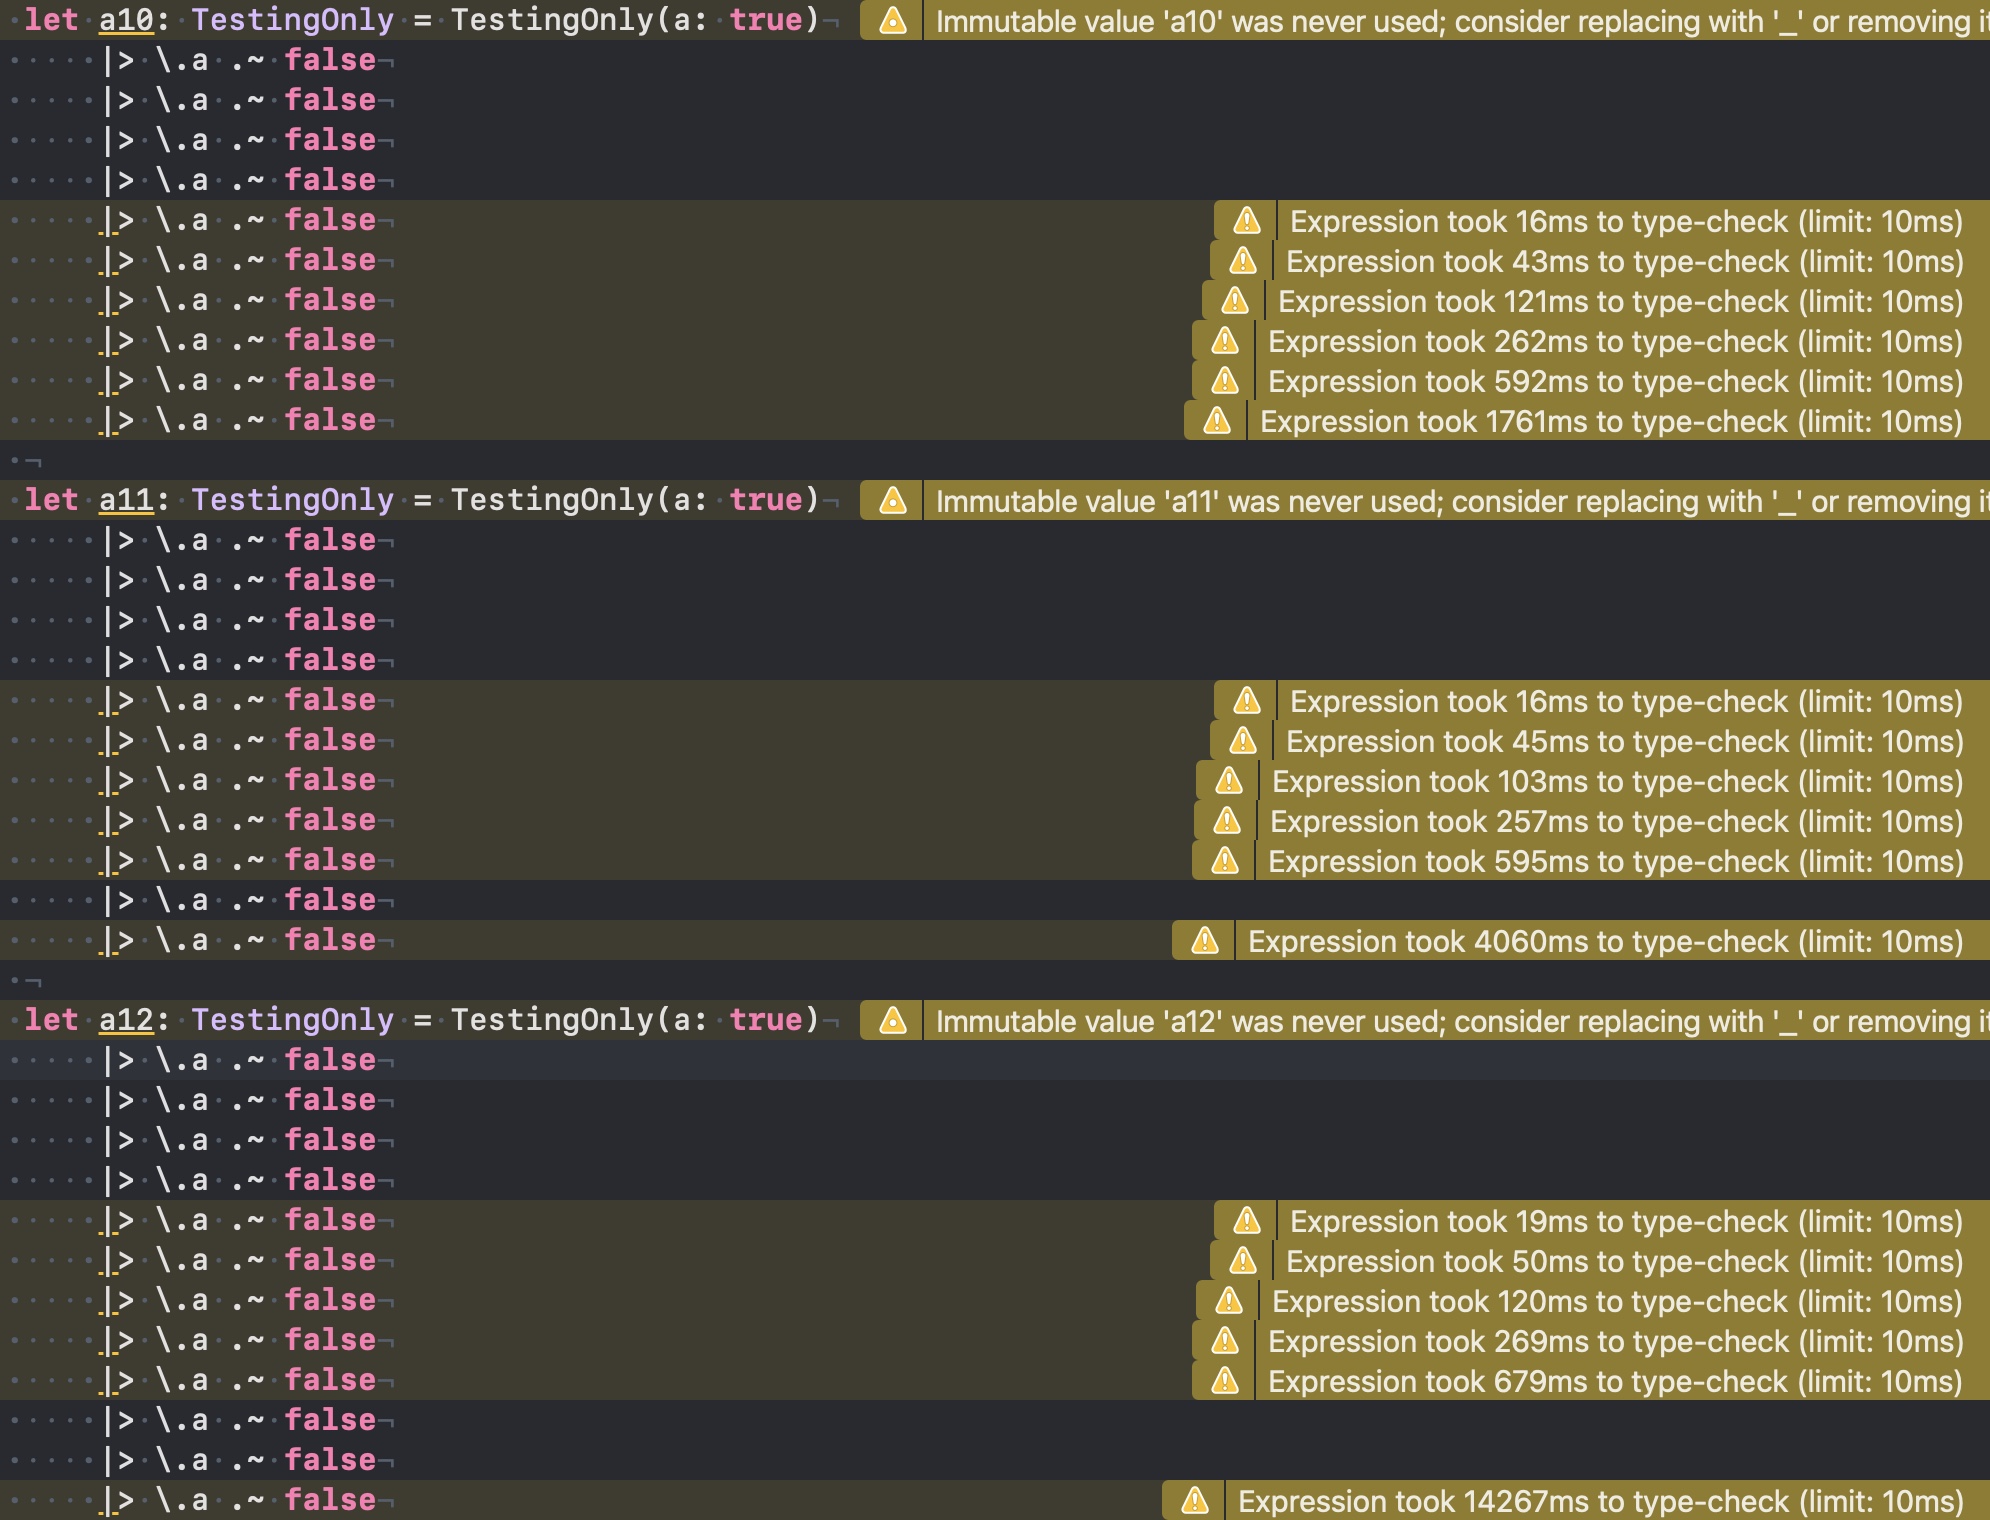 let a10: TestingOnly = TestingOnly(a: true) Immutable value 'a10' was never used; consider replacing with '_' or removing it
|> \.a .~ false
|> \.a .~ false
|> \.a .~ false
|> \.a .~ false
|> \.a .~ false Expression took 16ms to type-check (limit: 10ms)
|> \.a .~ false Expression took 43ms to type-check (limit: 10ms)
|> \.a .~ false Expression took 121ms to type-check (limit: 10ms)
|> \.a .~ false Expression took 262ms to type-check (limit: 10ms)
|> \.a .~ false Expression took 592ms to type-check (limit: 10ms)
|> \.a .~ false Expression took 1761ms to type-check (limit: 10ms)
let a11: TestingOnly = TestingOnly(a: true) Immutable value 'a11' was never used; consider replacing with '_' or removing it
|> \.a .~ false
|> \.a .~ false
|> \.a .~ false
|> \.a .~ false
|> \.a .~ false Expression took 16ms to type-check (limit: 10ms)
|> \.a .~ false Expression took 45ms to type-check (limit: 10ms)
|> \.a .~ false Expression took 103ms to type-check (limit: 10ms)
|> \.a .~ false Expression took 257ms to type-check (limit: 10ms)
|> \.a .~ false Expression took 595ms to type-check (limit: 10ms)
|> \.a .~ false
|> \.a .~ false Expression took 4060ms to type-check (limit: 10ms)
let a12: TestingOnly = TestingOnly(a: true) Immutable value 'a12' was never used; consider replacing with '_' or removing it
|> \.a .~ false
|> \.a .~ false
|> \.a .~ false
|> \.a .~ false
|> \.a .~ false Expression took 19ms to type-check (limit: 10ms)
|> \.a .~ false Expression took 50ms to type-check (limit: 10ms)
|> \.a .~ false Expression took 120ms to type-check (limit: 10ms)
|> \.a .~ false Expression took 269ms to type-check (limit: 10ms)
|> \.a .~ false Expression took 679ms to type-check (limit: 10ms)
|> \.a .~ false
|> \.a .~ false
|> \.a .~ false Expression took 14267ms to type-check (limit: 10ms)